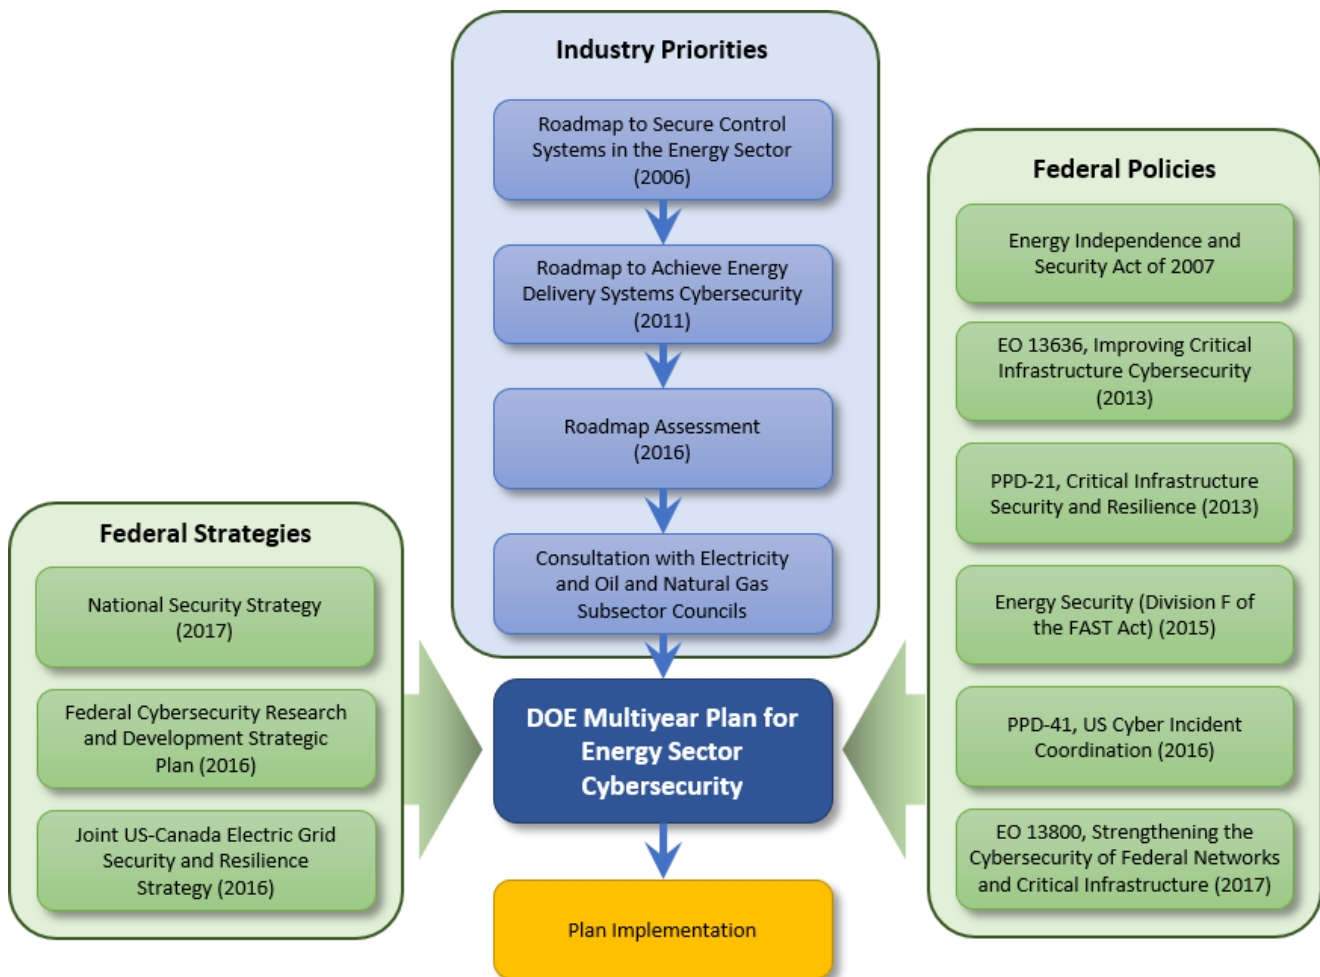 Industry Priorities
Roadmap to Secure Control
Systems in the Energy Sector
(2006)
Roadmap to Achieve Energy
Delivery Systems Cybersecurity
(2011)
Roadmap Assessment
(2016)
Consultation with Electricity
and Oil and Natural Gas
Subsector Councils
Federal Strategies
National Security Strategy
(2017)
Federal Cybersecurity Research
and Development Strategic
Plan (2016)
Joint US-Canada Electric Grid
Security and Resilience
Strategy (2016)
Federal Policies
Energy Independence and
Security Act of 2007
EO 13636, Improving Critical
Infrastructure Cybersecurity
(2013)
PPD-21, Critical Infrastructure
Security and Resilience (2013)
Energy Security (Division F of
the FAST Act) (2015)
PPD-41, US Cyber Incident
Coordination (2016)
EO 13800, Strengthening the
Cybersecurity of Federal Networks
and Critical Infrastructure (2017)
DOE Multiyear Plan for
Energy Sector
Cybersecurity
Plan Implementation